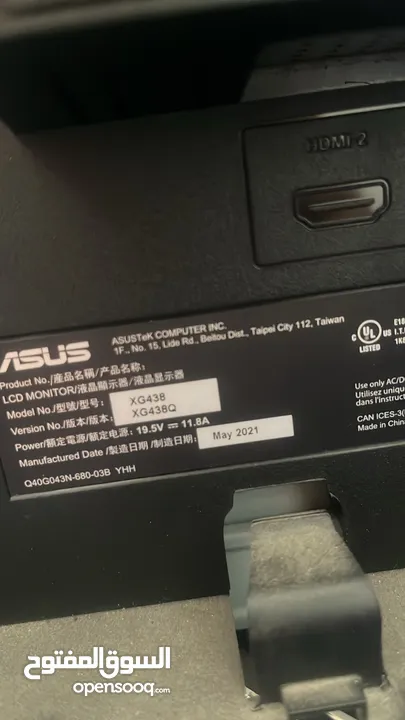 HDMI-2
ASUS
ASUSTeK COMPUTER INC.
1F., No. 15, Lide Rd., Beitou Dist., Taipei City 112, Taiwan
Product No./產品名稱/产品名称:
LCD MONITOR/液晶顯示器/液晶显示器
Model No./型號/型号: XG438
Version No./版本/版本: XG438Q
Power/額定電源/额定电源: 19.5V ⎓ 11.8A
Manufactured Date /製造日期 /制造日期: May 2021
Q40G043N-680-03B YHH
C UL US
LISTED
E18
I.T.
Use only AC/D
Utilisez unique
dans l'instruct
CAN ICES-3(
Made in China
السوق المفتوح
opensooq.com